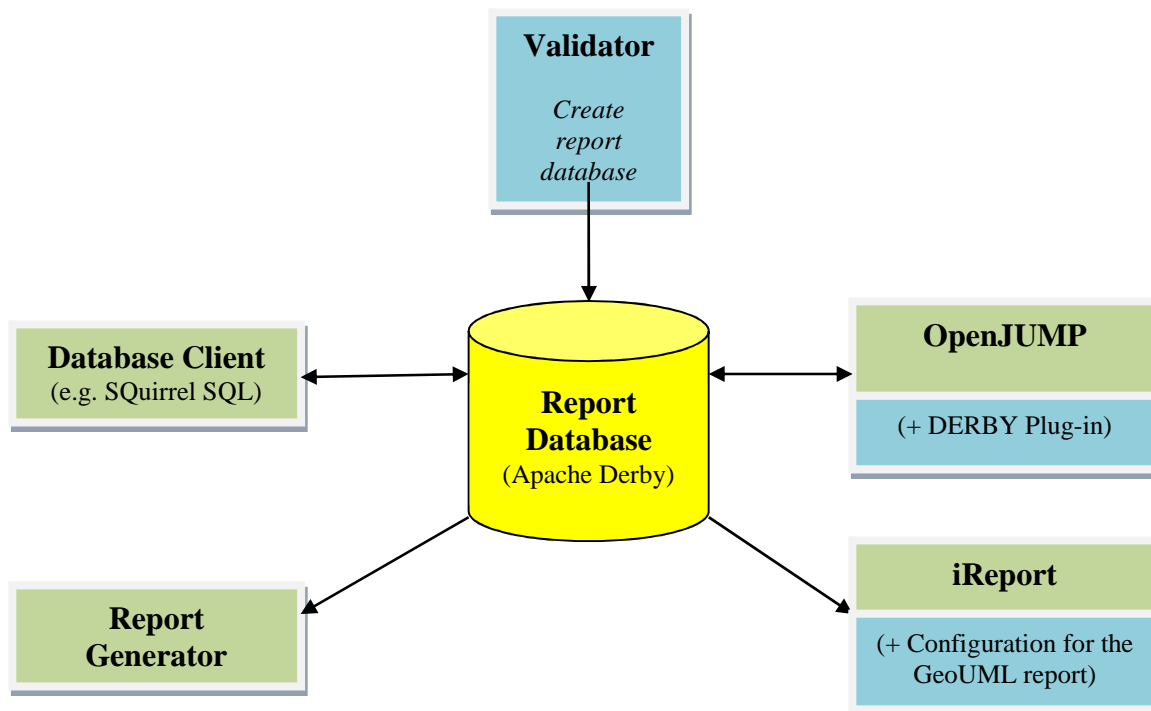 Validator
Create
report
database
Database Client
(e.g. SQuirrel SQL)
Report
Database
(Apache Derby)
OpenJUMP
(+ DERBY Plug-in)
Report
Generator
iReport
(+ Configuration for the
GeoUML report)